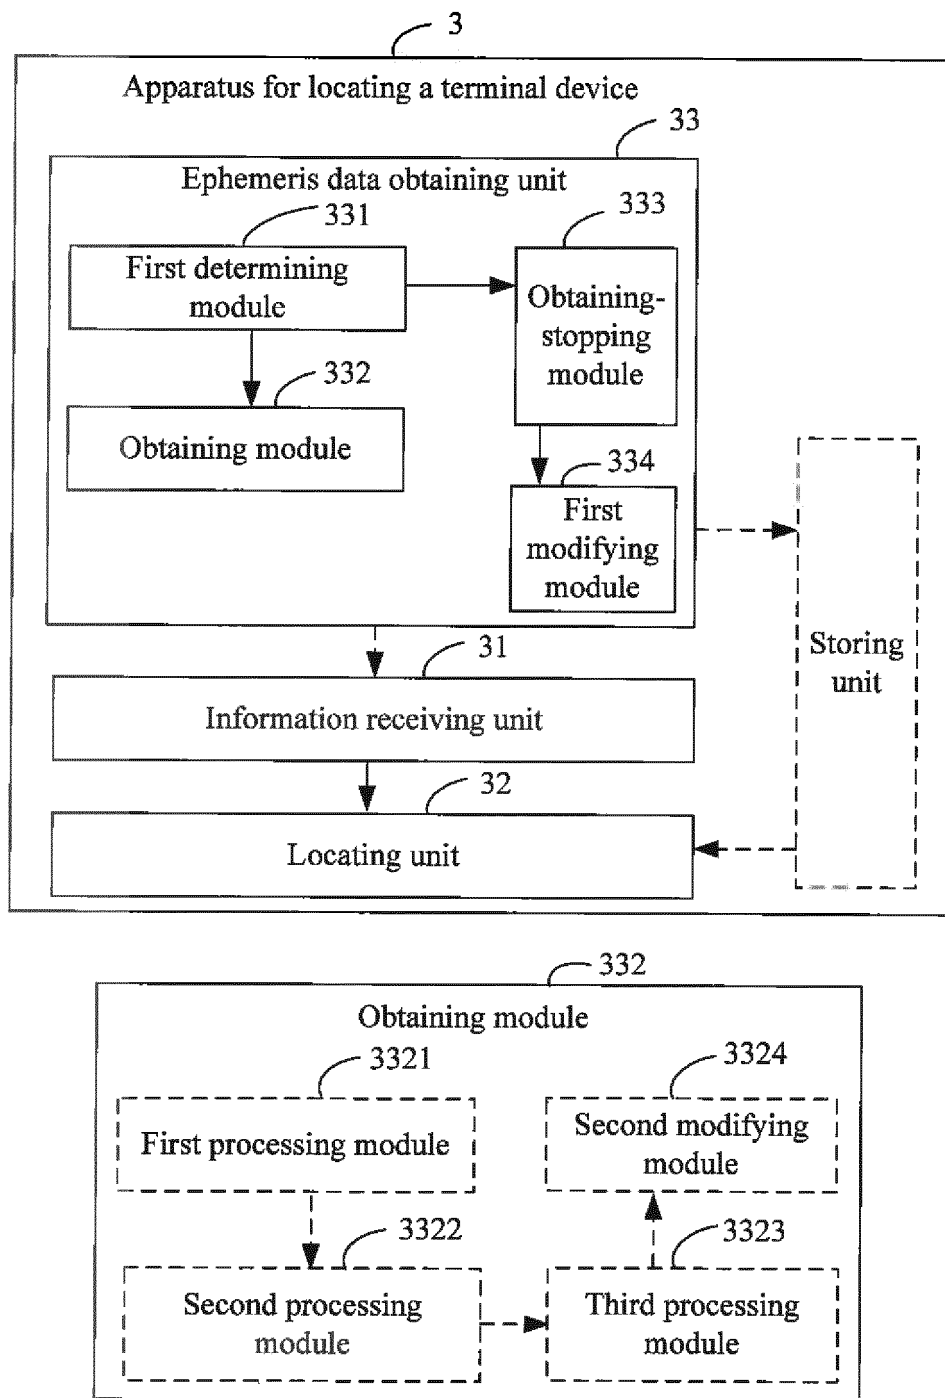 3
Apparatus for locating a terminal device
33
Ephemeris data obtaining unit
331
333
First determining
module
Obtaining-
stopping
module
332
Obtaining module
334
First
modifying
module
Storing
unit
31
Information receiving unit
32
Locating unit
332
Obtaining module
3321
3324
First processing module
Second modifying
module
3322
3323
Second processing
module
Third processing
module